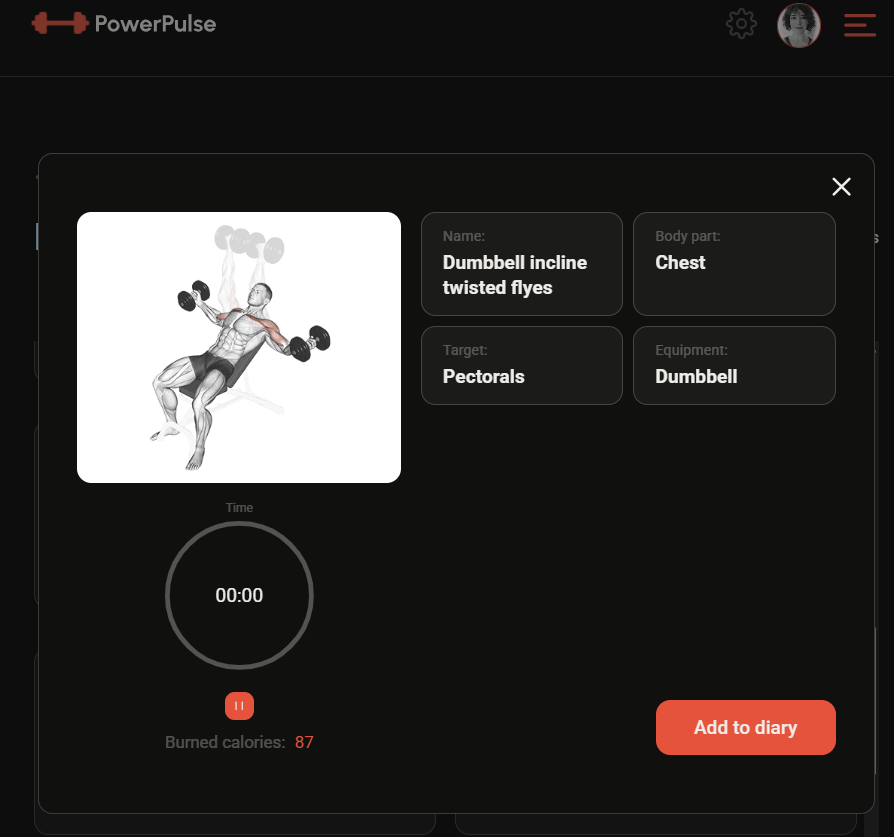 PowerPulse
Name:
Dumbbell incline
twisted flyes
Body part:
Chest
Target:
Pectorals
Equipment:
Dumbbell
Time
00:00
Burned calories: 87
Add to diary